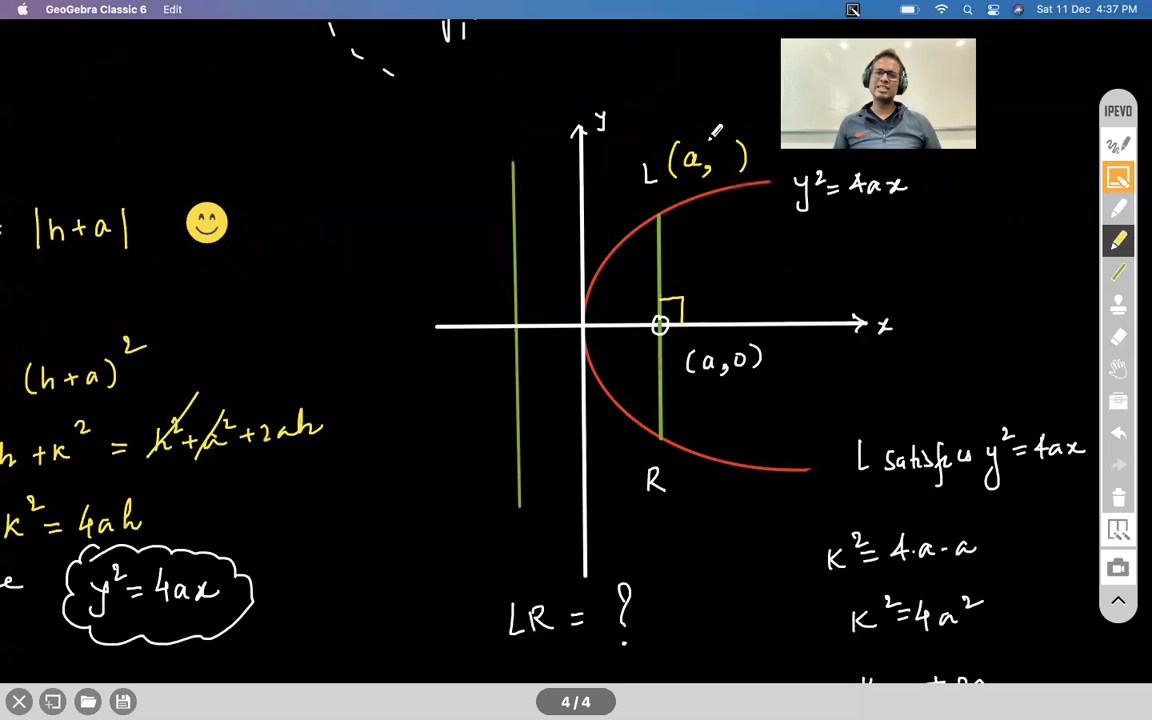 GeoGebra Classic 6 Edit
Sat 11 Dec 4:37 PM
IPEVO
y
L (a, )
y² = 4ax
= |h+a|
x
(a,0)
(h+a)²
h + k² = k² + a² + 2ah
L satisfies y² = 4ax
R
k² = 4ah
k² = 4·a·a
y² = 4ax
LR = ?
k² = 4a²
4/4